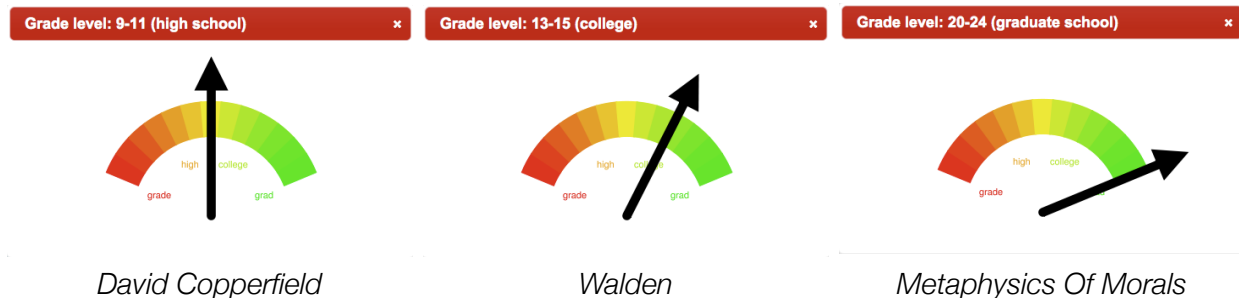 Grade level: 9-11 (high school) ×
high college
grade grad
David Copperfield
Grade level: 13-15 (college) ×
high college
grade grad
Walden
Grade level: 20-24 (graduate school) ×
high college
grade
Metaphysics Of Morals